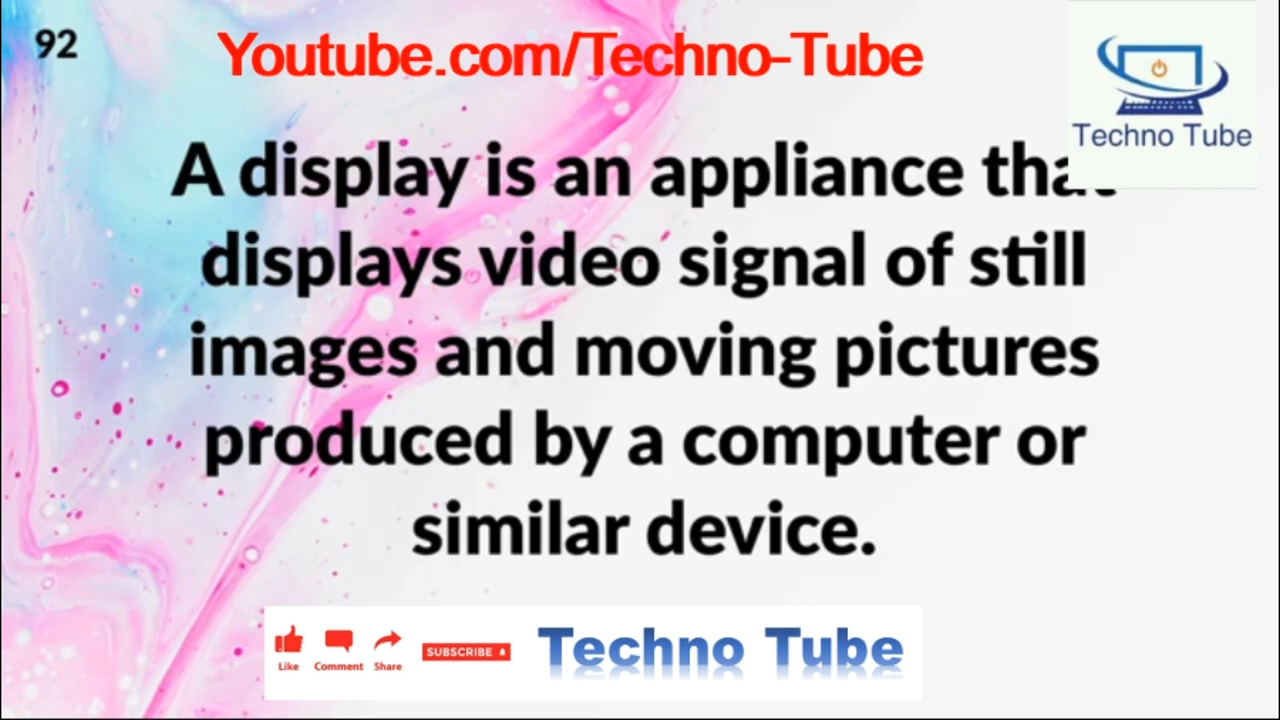 92
Youtube.com/Techno-Tube
Techno Tube
A display is an appliance that
displays video signal of still
images and moving pictures
produced by a computer or
similar device.
Like Comment Share
SUBSCRIBE
Techno Tube